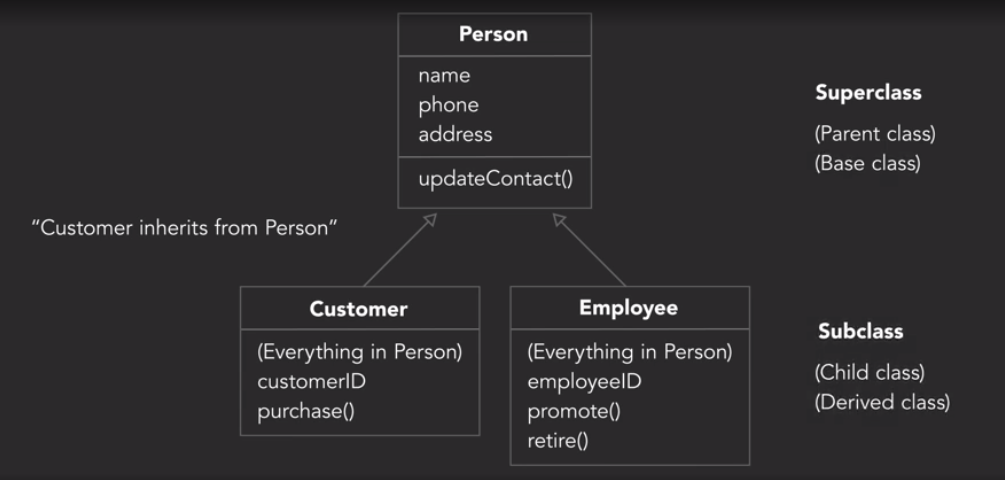 Person
name
phone
address
updateContact()
Superclass
(Parent class)
(Base class)
“Customer inherits from Person”
Customer
(Everything in Person)
customerID
purchase()
Employee
(Everything in Person)
employeeID
promote()
retire()
Subclass
(Child class)
(Derived class)